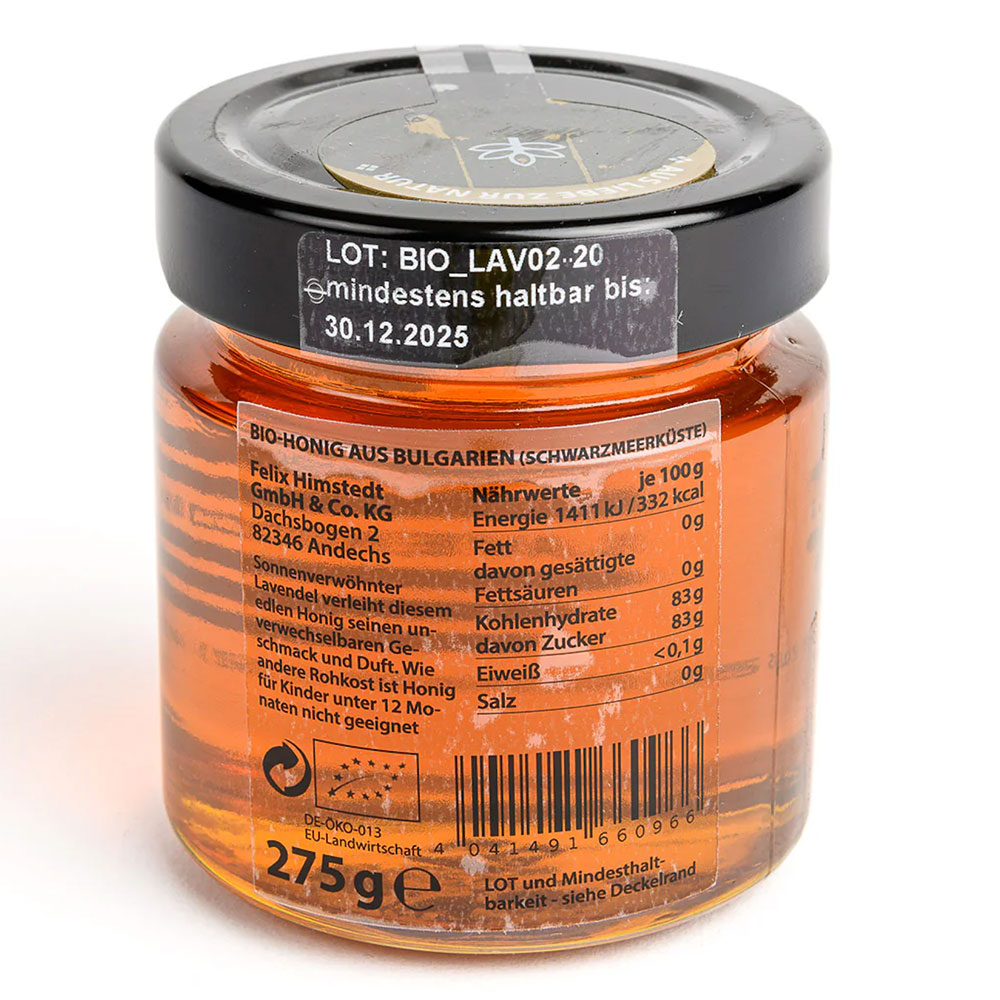 " AUS LIEBE ZUR NATUR "
LOT: BIO_LAV02-20
mindestens haltbar bis:
30.12.2025
BIO-HONIG AUS BULGARIEN (SCHWARZMEERKÜSTE)
Felix Himstedt
GmbH & Co. KG
Dachsbogen 2
82346 Andechs
Sonnenverwöhnter
Lavendel verleiht diesem
edlen Honig seinen un-
verwechselbaren Ge-
schmack und Duft. Wie
andere Rohkost ist Honig
für Kinder unter 12 Mo-
naten nicht geeignet
Nährwerte je 100g
Energie 1411 kJ / 332 kcal
Fett 0g
davon gesättigte
Fettsäuren 0g
Kohlenhydrate 83g
davon Zucker 83g
Eiweiß <0,1g
Salz 0g
DE-ÖKO-013
EU-Landwirtschaft
4 041491 660966
275g e
LOT und Mindesthalt-
barkeit - siehe Deckelrand